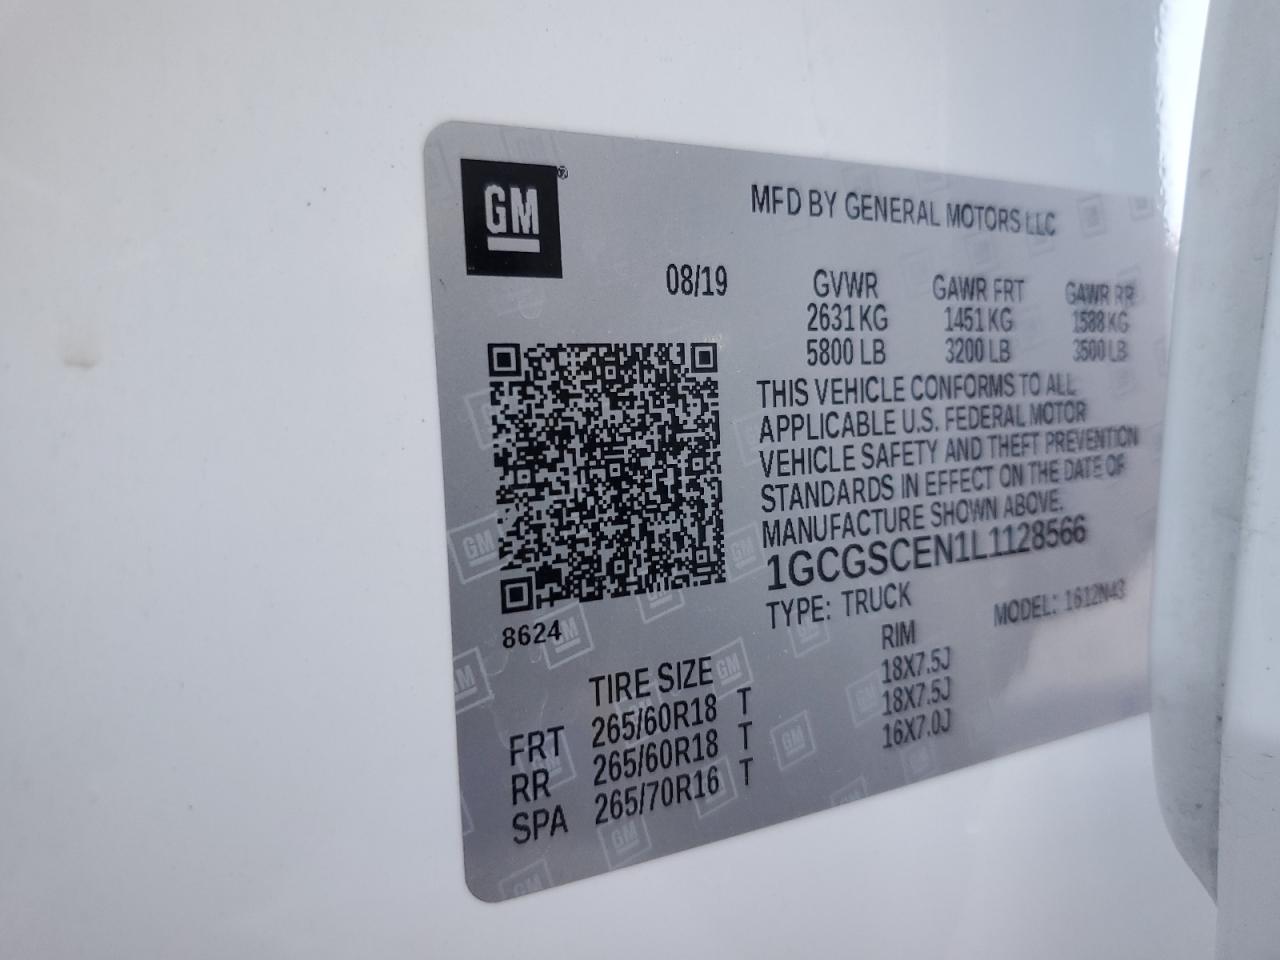 GM
MFD BY GENERAL MOTORS LLC
08/19
GVWR GAWR FRT GAWR RR
2631 KG 1451 KG 1588 KG
5800 LB 3200 LB 3500 LB
THIS VEHICLE CONFORMS TO ALL
APPLICABLE U.S. FEDERAL MOTOR
VEHICLE SAFETY AND THEFT PREVENTION
STANDARDS IN EFFECT ON THE DATE OF
MANUFACTURE SHOWN ABOVE.
1GCGSCEN1L1128566
TYPE: TRUCK MODEL: 1612N43
8624
TIRE SIZE RIM
FRT 265/60R18 T 18X7.5J
RR 265/60R18 T 18X7.5J
SPA 265/70R16 T 16X7.0J